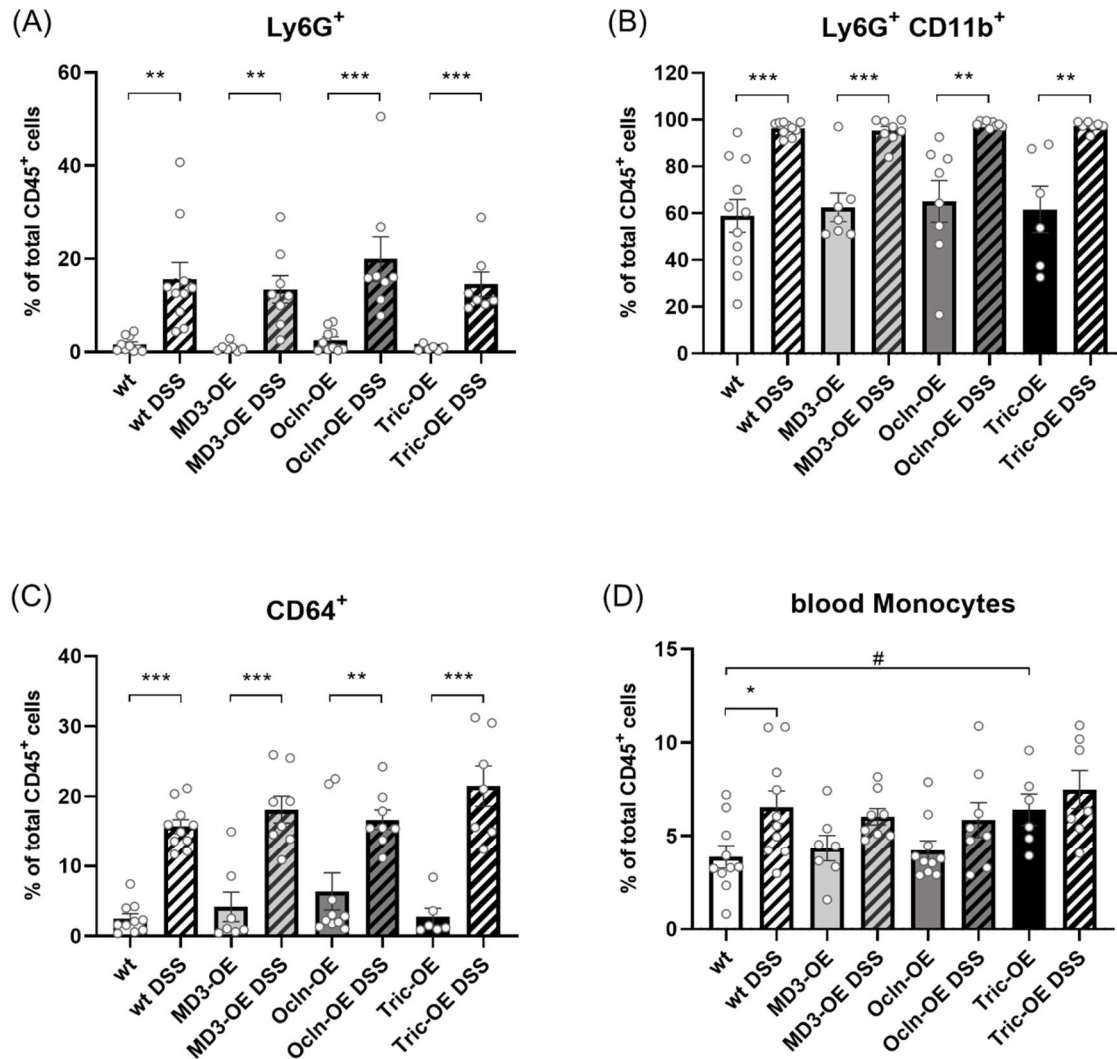 (A)
Ly6G+
% of total CD45+ cells
60
40
20
0
** ** *** ***
wt
wt DSS
MD3-OE
MD3-OE DSS
Ocln-OE
Ocln-OE DSS
Tric-OE
Tric-OE DSS
(B)
Ly6G+ CD11b+
% of total CD45+ cells
120
100
80
60
40
20
0
*** *** ** **
wt
wt DSS
MD3-OE
MD3-OE DSS
Ocln-OE
Ocln-OE DSS
Tric-OE
Tric-OE DSS
(C)
CD64+
% of total CD45+ cells
40
30
20
10
0
*** *** ** ***
wt
wt DSS
MD3-OE
MD3-OE DSS
Ocln-OE
Ocln-OE DSS
Tric-OE
Tric-OE DSS
(D)
blood Monocytes
% of total CD45+ cells
15
10
5
0
#
*
wt
wt DSS
MD3-OE
MD3-OE DSS
Ocln-OE
Ocln-OE DSS
Tric-OE
Tric-OE DSS